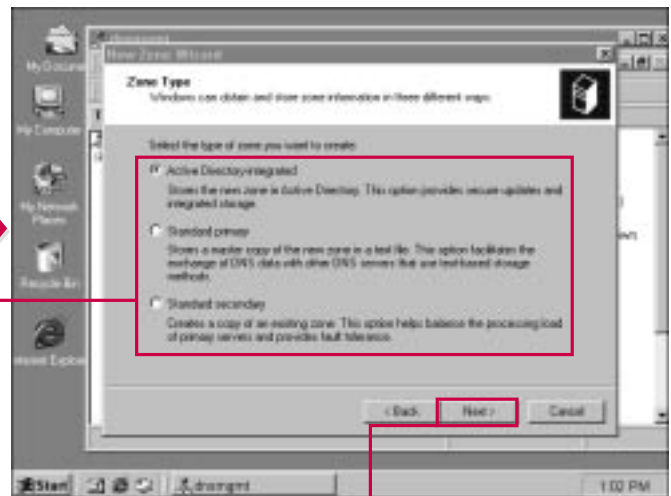 My Docume
dnsmgmt
New Zone Wizard
Zone Type
Windows can obtain and store zone information in three different ways.
My Computer
Select the type of zone you want to create:
Active Directory-integrated
Stores the new zone in Active Directory. This option provides secure updates and
integrated storage.
My Network
Places
Standard primary
Stores a master copy of the new zone in a text file. This option facilitates the
exchange of DNS data with other DNS servers that use text-based storage
methods.
Recycle Bin
Standard secondary
Creates a copy of an existing zone. This option helps balance the processing load
of primary servers and provides fault tolerance.
nternet Explor
< Back
Next >
Cancel
Start
dnsmgmt
1:02 PM